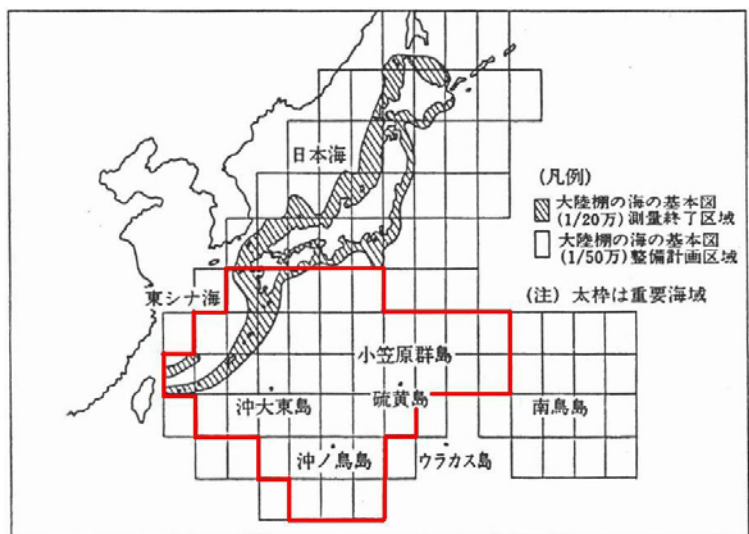 日本海
(凡例)
大陸棚の海の基本図
(1/20万)測量終了区域
大陸棚の海の基本図
(1/50万)整備計画区域
東シナ海
(注) 太枠は重要海域
小笠原群島
沖大東島
硫黄島
南鳥島
沖ノ鳥島
ウラカス島